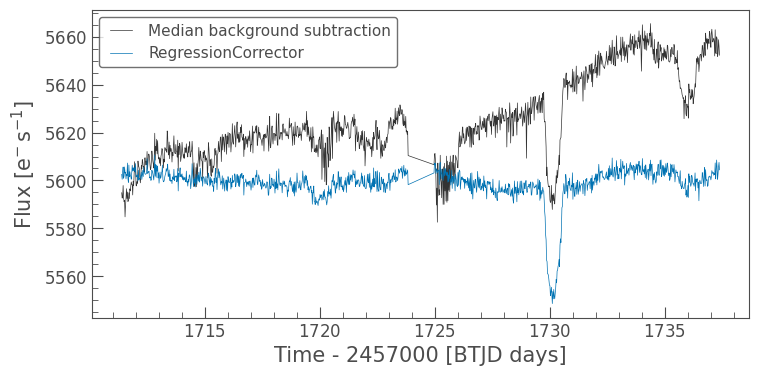 Median background subtraction
RegressionCorrector
5660
5640
5620
5600
5580
5560
Flux [e⁻ s⁻¹]
1715 1720 1725 1730 1735
Time - 2457000 [BTJD days]